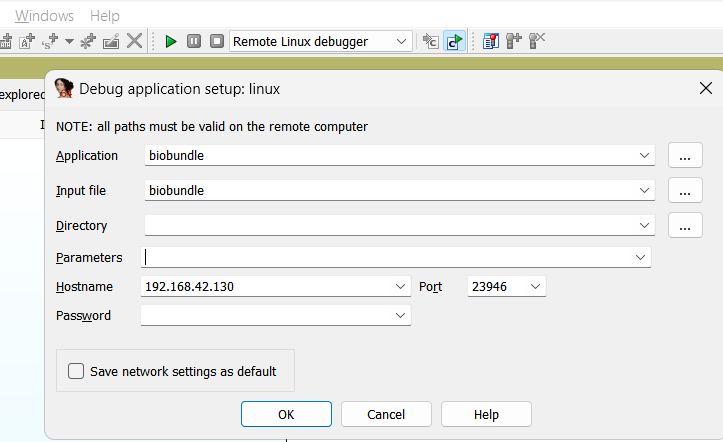 Windows Help
Remote Linux debugger
explored
Debug application setup: linux
NOTE: all paths must be valid on the remote computer
Application biobundle ...
Input file biobundle ...
Directory ...
Parameters
Hostname 192.168.42.130 Port 23946
Password
Save network settings as default
OK Cancel Help